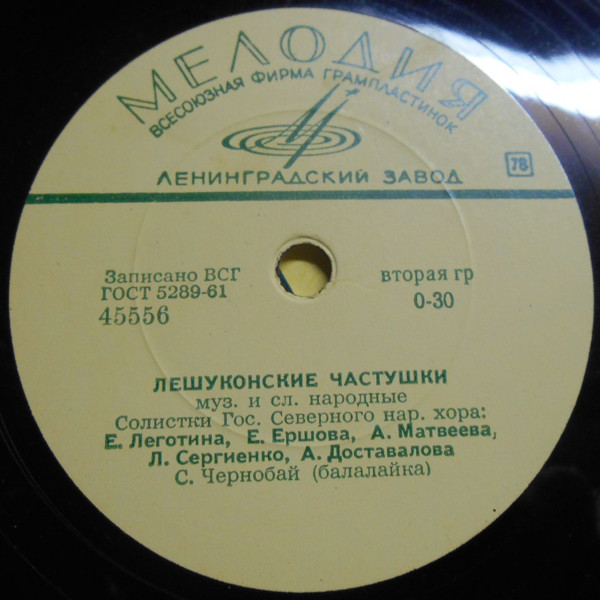 МЕЛОДИЯ
ВСЕСОЮЗНАЯ ФИРМА ГРАМПЛАСТИНОК
ЛЕНИНГРАДСКИЙ ЗАВОД
78
Записано ВСГ
ГОСТ 5289-61
45556
вторая гр
0-30
ЛЕШУКОНСКИЕ ЧАСТУШКИ
муз. и сл. народные
Солистки Гос. Северного нар. хора:
Е. Леготина, Е. Ершова, А. Матвеева,
Л. Сергиенко, А. Доставалова
С. Чернобай (балалайка)